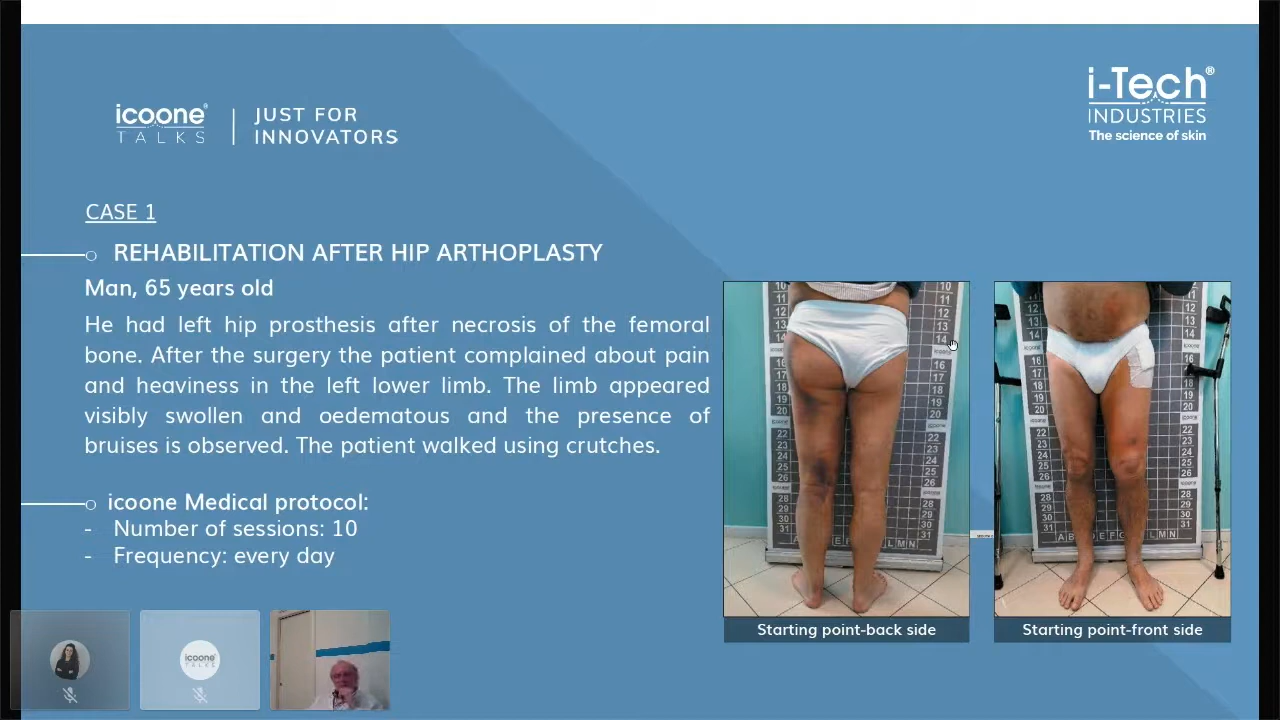 icoone®
TALKS
JUST FOR
INNOVATORS
i-Tech®
INDUSTRIES
The science of skin
CASE 1
REHABILITATION AFTER HIP ARTHOPLASTY
Man, 65 years old
He had left hip prosthesis after necrosis of the femoral
bone. After the surgery the patient complained about pain
and heaviness in the left lower limb. The limb appeared
visibly swollen and oedematous and the presence of
bruises is observed. The patient walked using crutches.
icoone Medical protocol:
- Number of sessions: 10
- Frequency: every day
Starting point-back side
Starting point-front side
icoone
TALKS